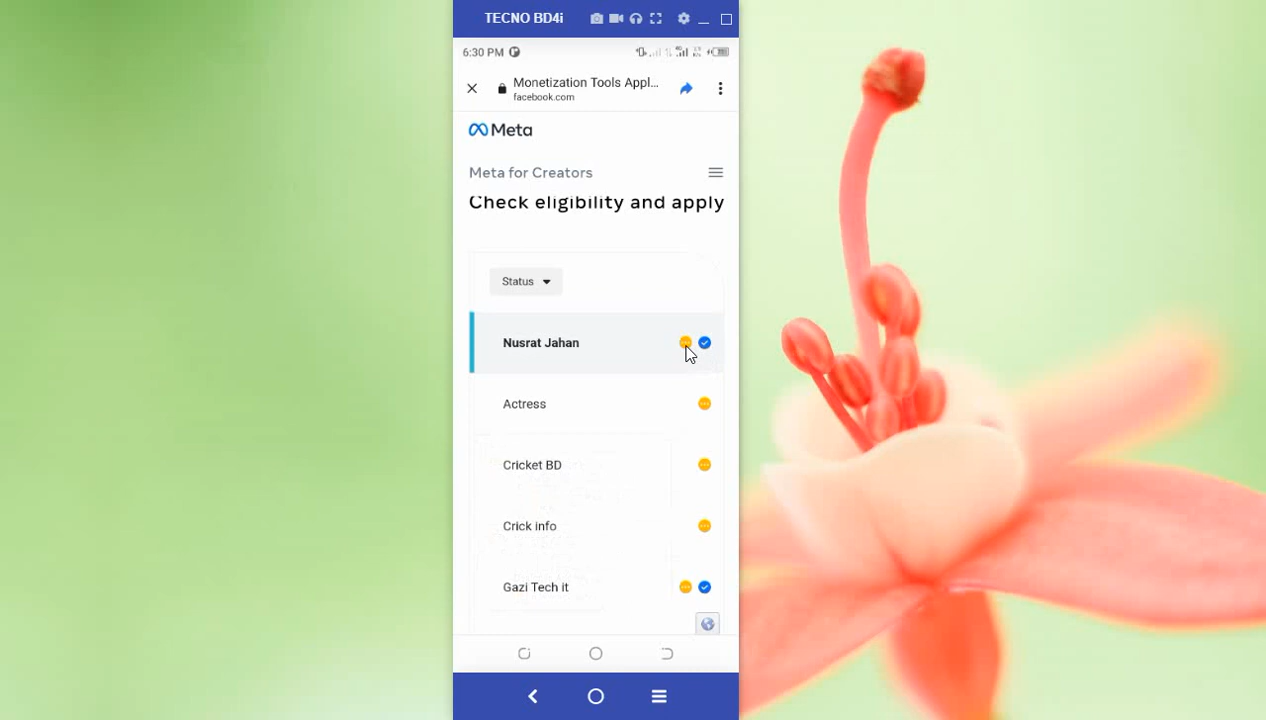 TECNO BD4i
6:30 PM
Monetization Tools Appl...
facebook.com
Meta
Meta for Creators
Check eligibility and apply
Status
Nusrat Jahan
Actress
Cricket BD
Crick info
Gazi Tech it